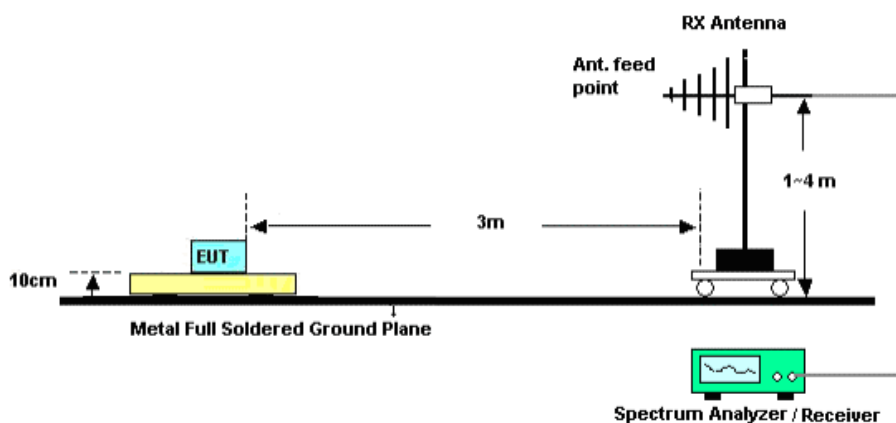 RX Antenna
Ant. feed
point
1~4 m
3m
EUT
10cm
Metal Full Soldered Ground Plane
Spectrum Analyzer / Receiver